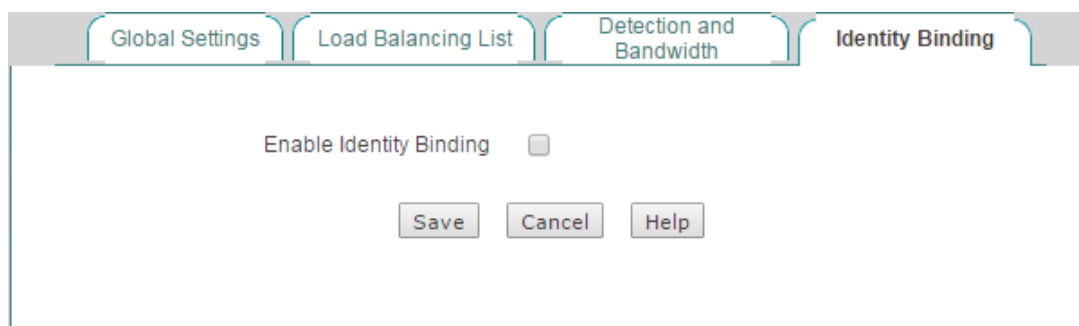 Global Settings
Load Balancing List
Detection and
Bandwidth
Identity Binding
Enable Identity Binding
Save
Cancel
Help